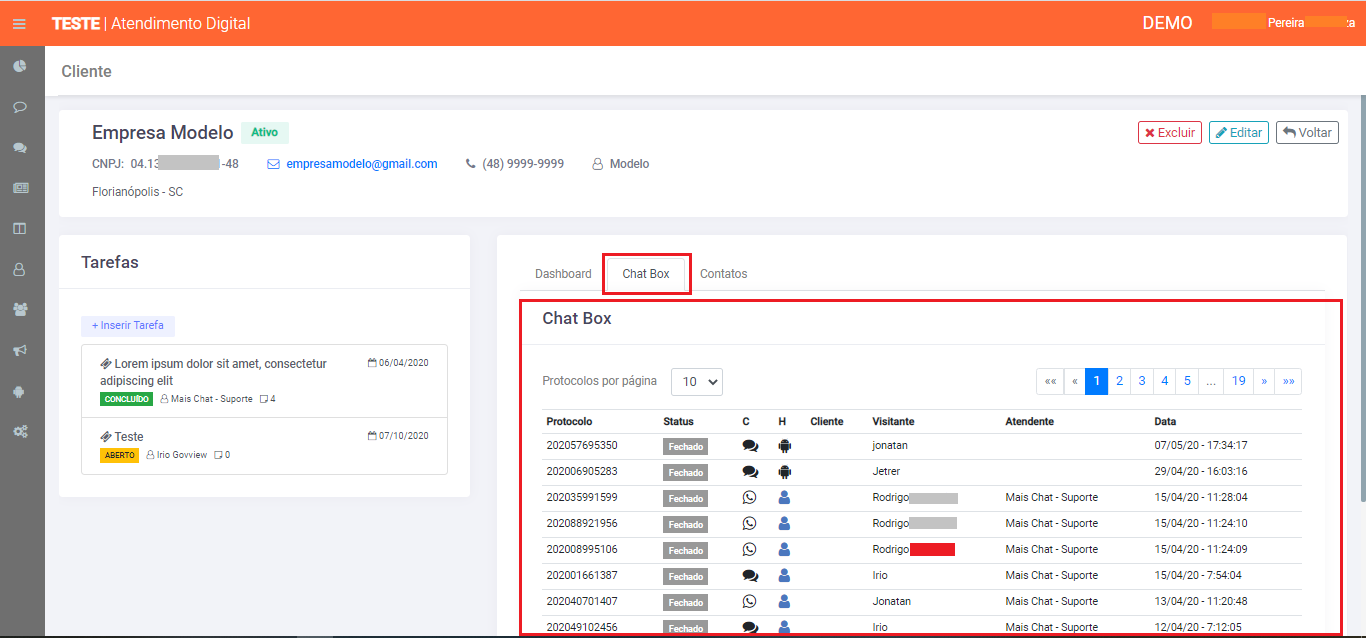 TESTE | Atendimento Digital
DEMO
Pereira
za
Cliente
Empresa Modelo Ativo
Excluir Editar Voltar
CNPJ: 04.13 -48 empresamodelo@gmail.com (48) 9999-9999 Modelo
Florianópolis - SC
Tarefas
+ Inserir Tarefa
Lorem ipsum dolor sit amet, consectetur 06/04/2020
adipiscing elit
CONCLUÍDO Mais Chat - Suporte 4
Teste 07/10/2020
ABERTO Irio Govview 0
Dashboard Chat Box Contatos
Chat Box
Protocolos por página 10 «« « 1 2 3 4 5 ... 19 » »»
Protocolo Status C H Cliente Visitante Atendente Data
202057695350 Fechado jonatan 07/05/20 - 17:34:17
202006905283 Fechado Jetrer 29/04/20 - 16:03:16
202035991599 Fechado Rodrigo Mais Chat - Suporte 15/04/20 - 11:28:04
202088921956 Fechado Rodrigo Mais Chat - Suporte 15/04/20 - 11:24:10
202008995106 Fechado Rodrigo Mais Chat - Suporte 15/04/20 - 11:24:09
202001661387 Fechado Irio Mais Chat - Suporte 15/04/20 - 7:54:04
202040701407 Fechado Jonatan Mais Chat - Suporte 13/04/20 - 11:20:48
202049102456 Fechado Irio Mais Chat - Suporte 12/04/20 - 7:12:05